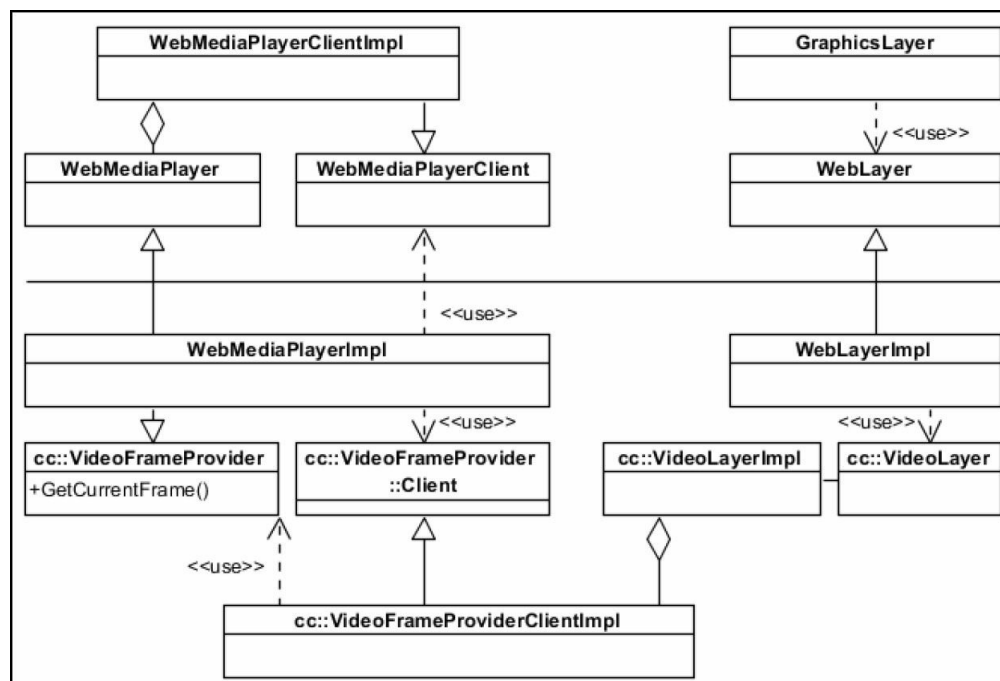 WebMediaPlayerClientImpl
GraphicsLayer
<<use>>
WebMediaPlayer
WebMediaPlayerClient
WebLayer
<<use>>
WebMediaPlayerImpl
WebLayerImpl
<<use>>
<<use>>
cc::VideoFrameProvider
+GetCurrentFrame()
cc::VideoFrameProvider
::Client
cc::VideoLayerImpl
cc::VideoLayer
<<use>>
cc::VideoFrameProviderClientImpl